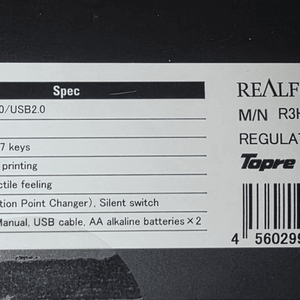 Spec
0/USB2.0
7 keys
printing
ctile feeling
tion Point Changer), Silent switch
Manual, USB cable, AA alkaline batteries×2
REALF
M/N R3H
REGULAT
Topre
4 560299